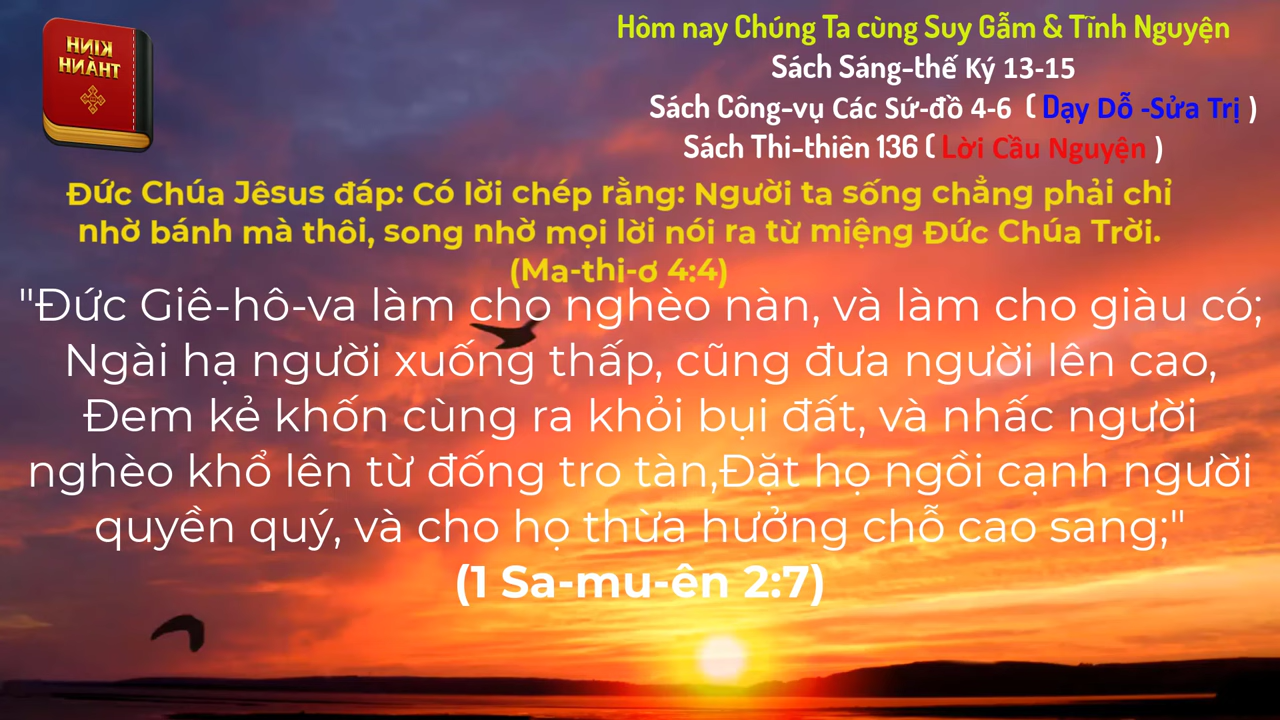 KINH
THÁNH
Hôm nay Chúng Ta cùng Suy Gẫm & Tĩnh Nguyện
Sách Sáng-thế Ký 13-15
Sách Công-vụ Các Sứ-đồ 4-6 ( Dạy Dỗ -Sửa Trị )
Sách Thi-thiên 136 ( Lời Cầu Nguyện )
Đức Chúa Jêsus đáp: Có lời chép rằng: Người ta sống chẳng phải chỉ
nhờ bánh mà thôi, song nhờ mọi lời nói ra từ miệng Đức Chúa Trời.
(Ma-thi-ơ 4:4)
"Đức Giê-hô-va làm cho nghèo nàn, và làm cho giàu có;
Ngài hạ người xuống thấp, cũng đưa người lên cao,
Đem kẻ khốn cùng ra khỏi bụi đất, và nhấc người
nghèo khổ lên từ đống tro tàn,Đặt họ ngồi cạnh người
quyền quý, và cho họ thừa hưởng chỗ cao sang;"
(1 Sa-mu-ên 2:7)